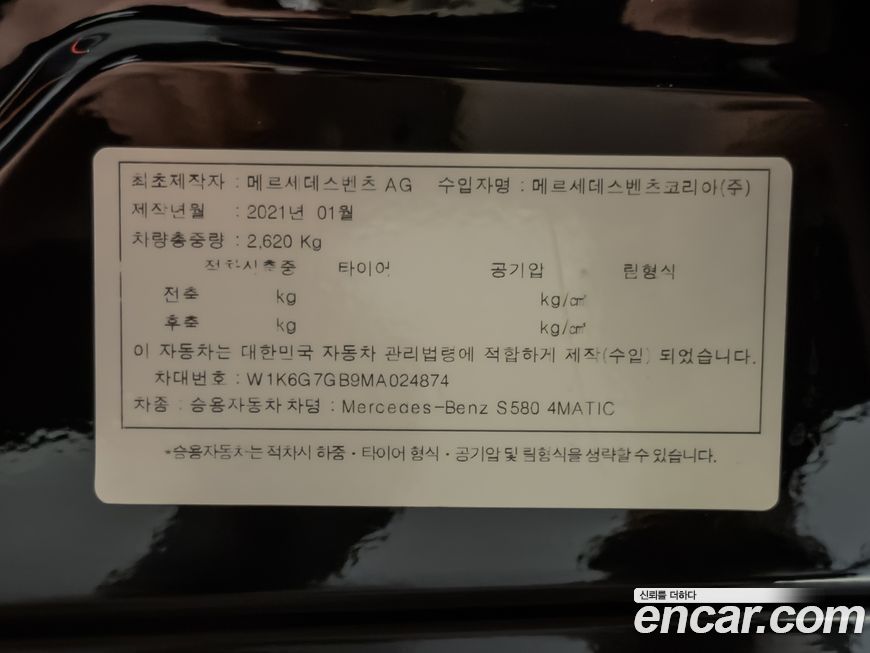 최초제작자 : 메르세데스벤츠 AG 수입자명 : 메르세데스벤츠코리아(주)
제작년월 : 2021년 01월
차량총중량 : 2,620 Kg
적차시축중 타이어 공기압 림형식
전축 kg kg/㎠
후축 kg kg/㎠
이 자동차는 대한민국 자동차 관리법령에 적합하게 제작(수입) 되었습니다.
차대번호 : W1K6G7GB9MA024874
차종 : 승용자동차 차명 : Mercedes-Benz S580 4MATIC
*승용자동차는 적차시 하중·타이어 형식·공기압 및 림형식을 생략할 수 있습니다.
신뢰를 더하다
encar.com